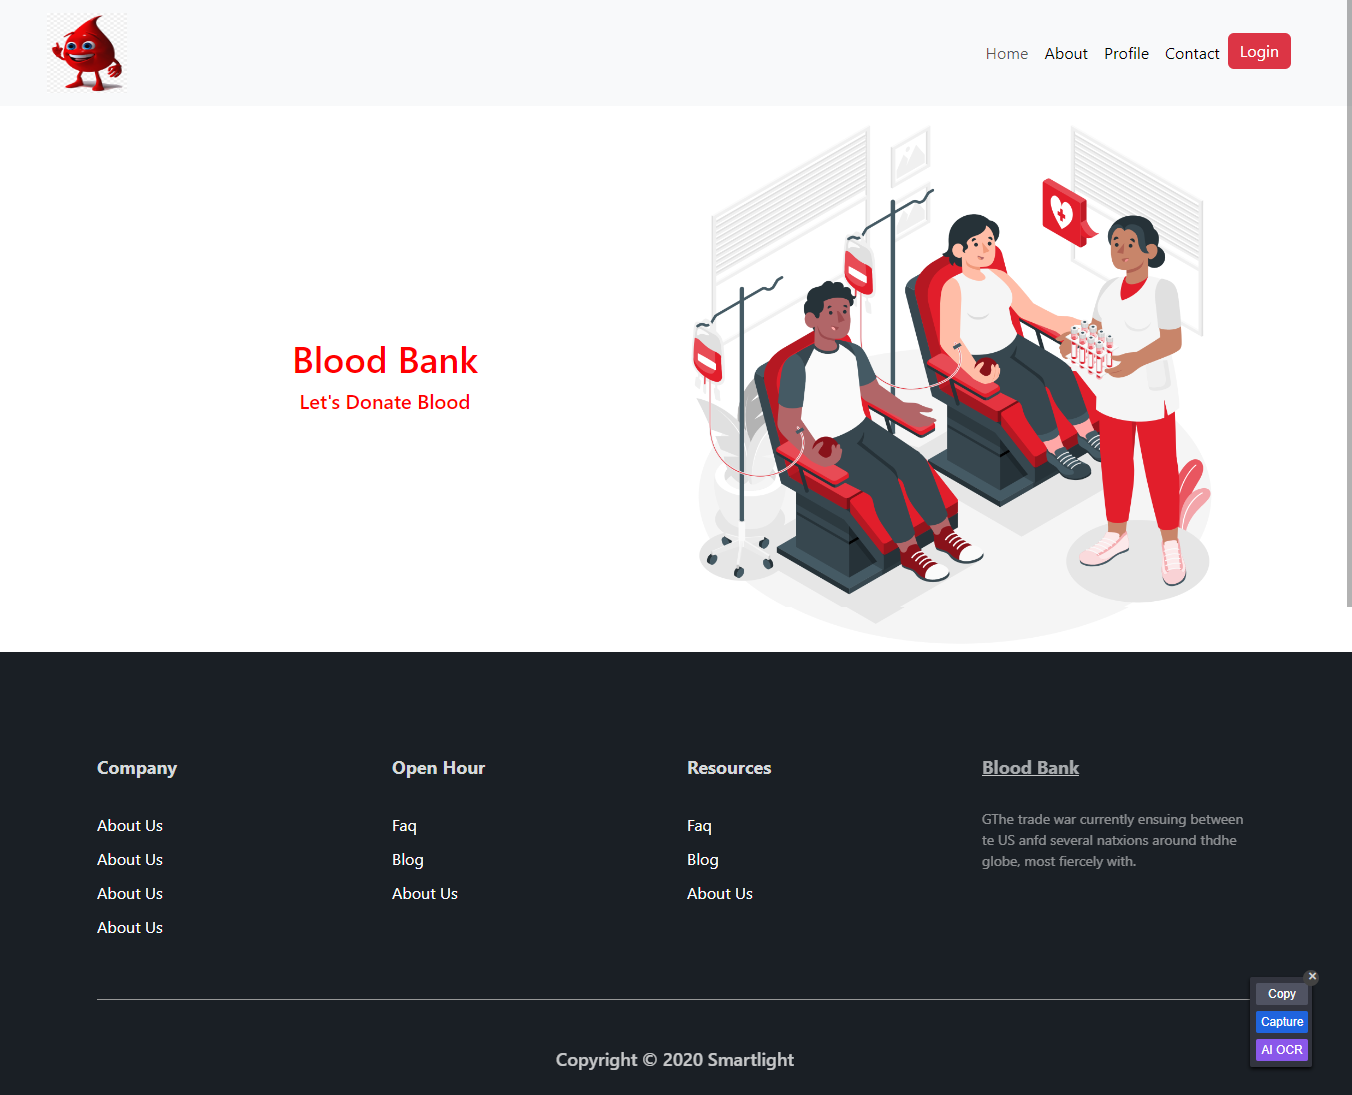 Home About Profile Contact Login
Blood Bank
Let's Donate Blood
Company
About Us
About Us
About Us
About Us
Open Hour
Faq
Blog
About Us
Resources
Faq
Blog
About Us
Blood Bank
GThe trade war currently ensuing between
te US anfd several natxions around thdhe
globe, most fiercely with.
Copy
Capture
AI OCR
Copyright © 2020 Smartlight